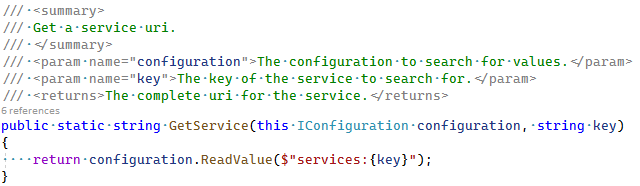 /// <summary>
/// Get a service uri.
/// </summary>
/// <param name="configuration">The configuration to search for values.</param>
/// <param name="key">The key of the service to search for.</param>
/// <returns>The complete uri for the service.</returns>
6 references
public static string GetService(this IConfiguration configuration, string key)
{
    return configuration.ReadValue($"services:{key}");
}